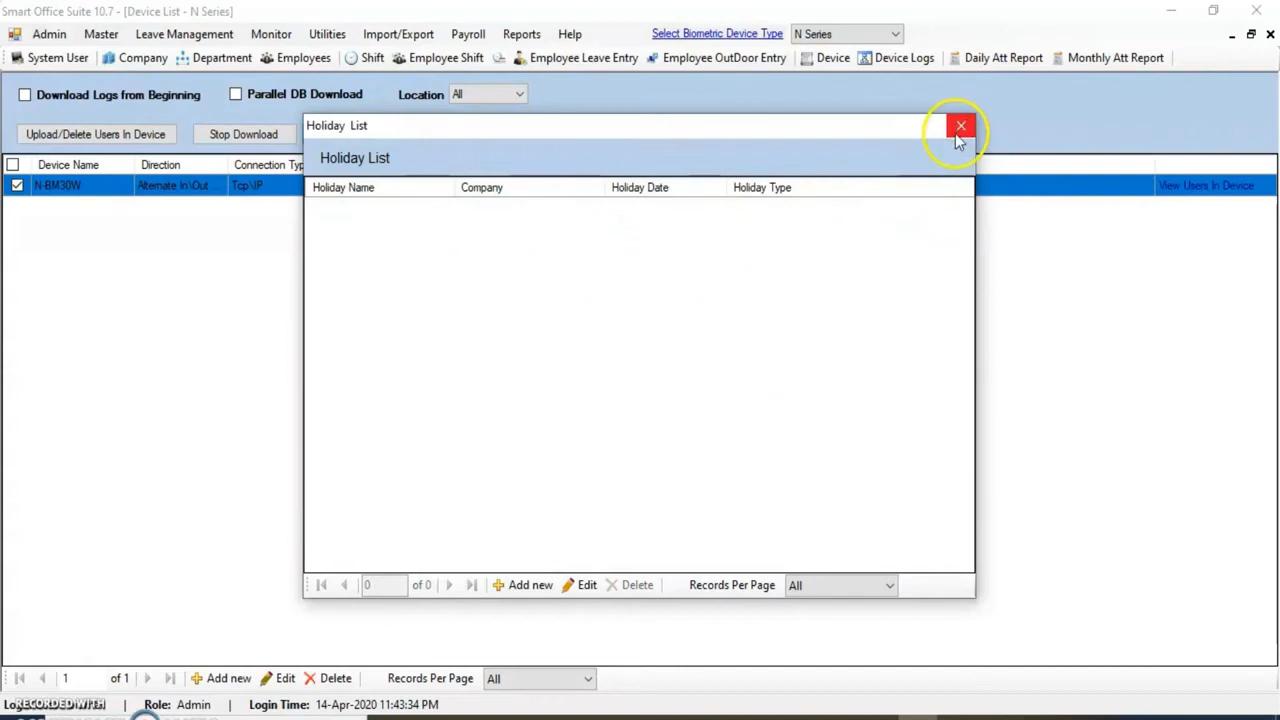 Smart Office Suite 10.7 - [Device List - N Series]
Admin Master Leave Management Monitor Utilities Import/Export Payroll Reports Help Select Biometric Device Type N Series
System User Company Department Employees Shift Employee Shift Employee Leave Entry Employee OutDoor Entry Device Device Logs Daily Att Report Monthly Att Report
Download Logs from Beginning Parallel DB Download Location All
Upload/Delete Users In Device Stop Download
Holiday List
Holiday List
Device Name Direction Connection Typ
N-BM30W Alternate In\Out ... Tcp\IP View Users In Device
Holiday Name Company Holiday Date Holiday Type
0 of 0 Add new Edit Delete Records Per Page All
1 of 1 Add new Edit Delete Records Per Page All
RECORDED WITH Role: Admin Login Time: 14-Apr-2020 11:43:34 PM